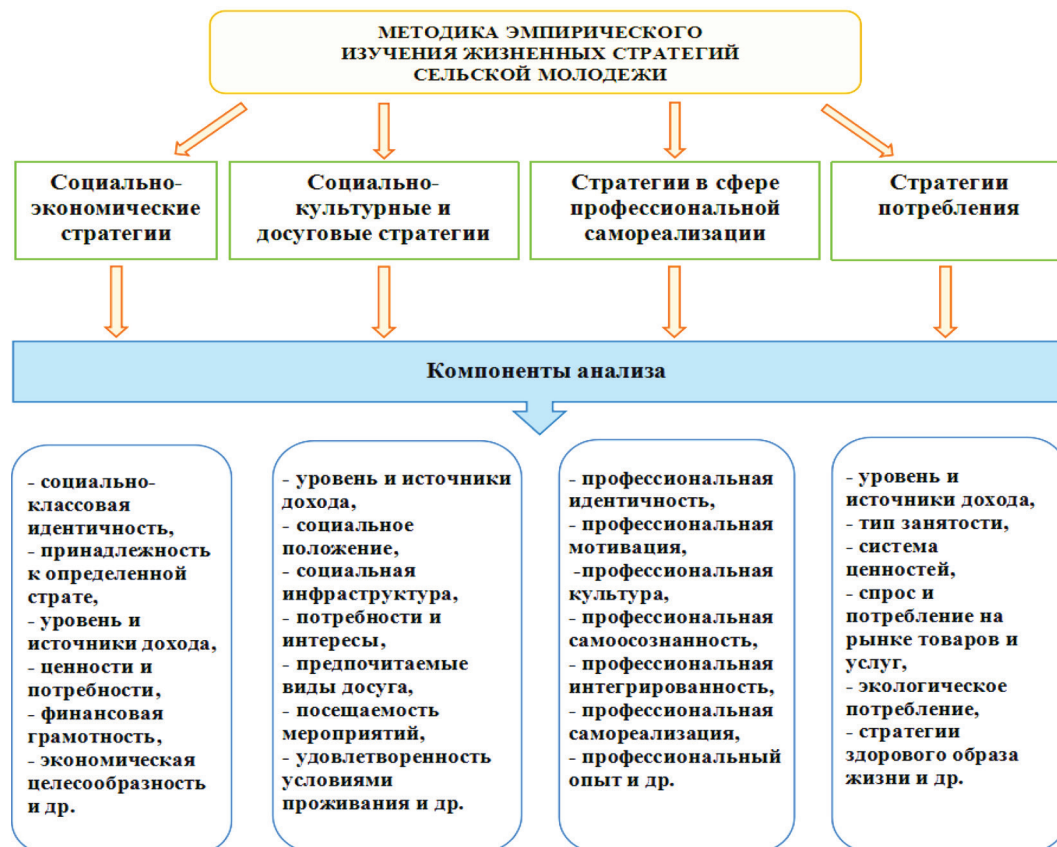 МЕТОДИКА ЭМПИРИЧЕСКОГО
ИЗУЧЕНИЯ ЖИЗНЕННЫХ СТРАТЕГИЙ
СЕЛЬСКОЙ МОЛОДЕЖИ
Социально-
экономические
стратегии
Социально-
культурные и
досуговые стратегии
Стратегии в сфере
профессиональной
самореализации
Стратегии
потребления
Компоненты анализа
- социально-
классовая
идентичность,
- принадлежность
к определенной
страте,
- уровень и
источники дохода,
- ценности и
потребности,
- финансовая
грамотность,
- экономическая
целесообразность
и др.
- уровень и источники
дохода,
- социальное
положение,
- социальная
инфраструктура,
- потребности и
интересы,
- предпочитаемые
виды досуга,
- посещаемость
мероприятий,
- удовлетворенность
условиями
проживания и др.
- профессиональная
идентичность,
- профессиональная
мотивация,
-профессиональная
культура,
- профессиональная
самоосознанность,
- профессиональная
интегрированность,
- профессиональная
самореализация,
- профессиональный
опыт и др.
- уровень и
источники дохода,
- тип занятости,
- система
ценностей,
- спрос и
потребление на
рынке товаров и
услуг,
- экологическое
потребление,
- стратегии
здорового образа
жизни и др.